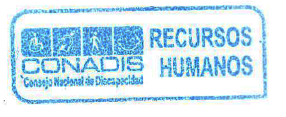 CONADIS
Consejo Nacional de Discapacidad
RECURSOS
HUMANOS